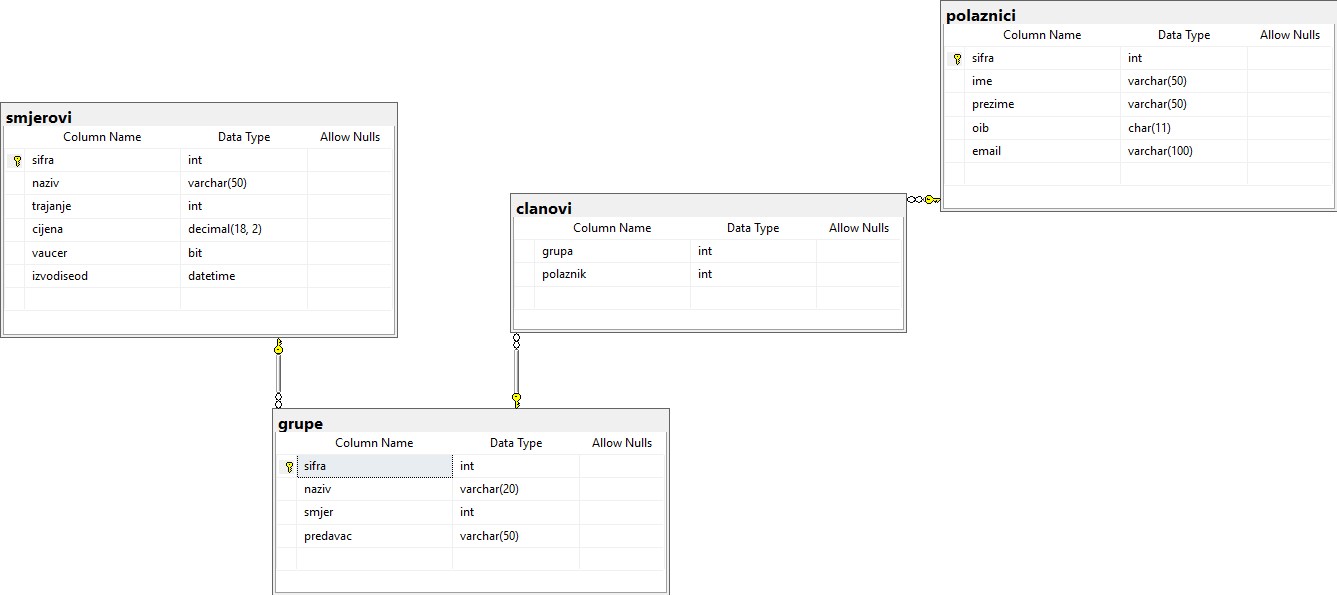 polaznici
Column Name Data Type Allow Nulls
sifra int
ime varchar(50)
prezime varchar(50)
oib char(11)
email varchar(100)
smjerovi
Column Name Data Type Allow Nulls
sifra int
naziv varchar(50)
trajanje int
cijena decimal(18, 2)
vaucer bit
izvodiseod datetime
clanovi
Column Name Data Type Allow Nulls
grupa int
polaznik int
grupe
Column Name Data Type Allow Nulls
sifra int
naziv varchar(20)
smjer int
predavac varchar(50)